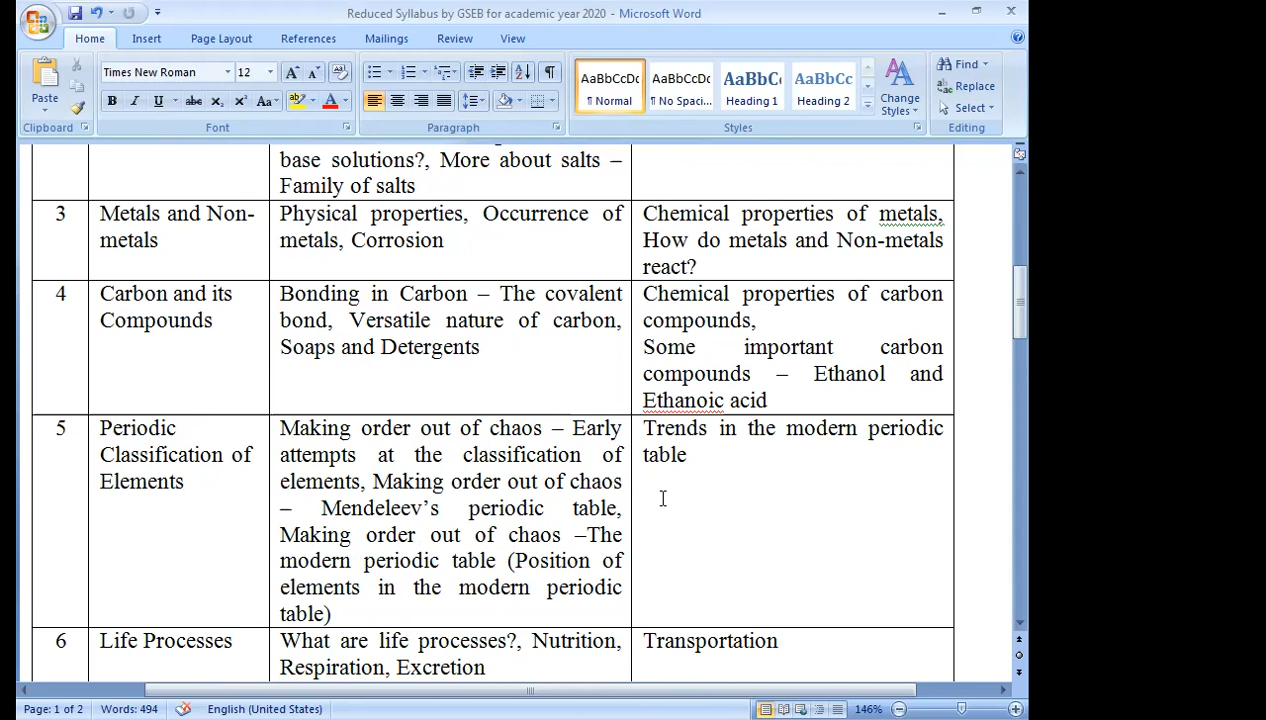 Reduced Syllabus by GSEB for academic year 2020 - Microsoft Word
Home Insert Page Layout References Mailings Review View
Times New Roman 12
Paste
Clipboard Font Paragraph Styles Editing
AaBbCcDc AaBbCcDc AaBbC AaBbCc
¶ Normal ¶ No Spaci... Heading 1 Heading 2
Change
Styles
Find
Replace
Select
base solutions?, More about salts –
Family of salts
3
Metals and Non-
metals
Physical properties, Occurrence of
metals, Corrosion
Chemical properties of metals,
How do metals and Non-metals
react?
4
Carbon and its
Compounds
Bonding in Carbon – The covalent
bond, Versatile nature of carbon,
Soaps and Detergents
Chemical properties of carbon
compounds,
Some important carbon
compounds – Ethanol and
Ethanoic acid
5
Periodic
Classification of
Elements
Making order out of chaos – Early
attempts at the classification of
elements, Making order out of chaos
– Mendeleev’s periodic table,
Making order out of chaos –The
modern periodic table (Position of
elements in the modern periodic
table)
Trends in the modern periodic
table
6
Life Processes
What are life processes?, Nutrition,
Respiration, Excretion
Transportation
Page: 1 of 2 Words: 494 English (United States) 146%